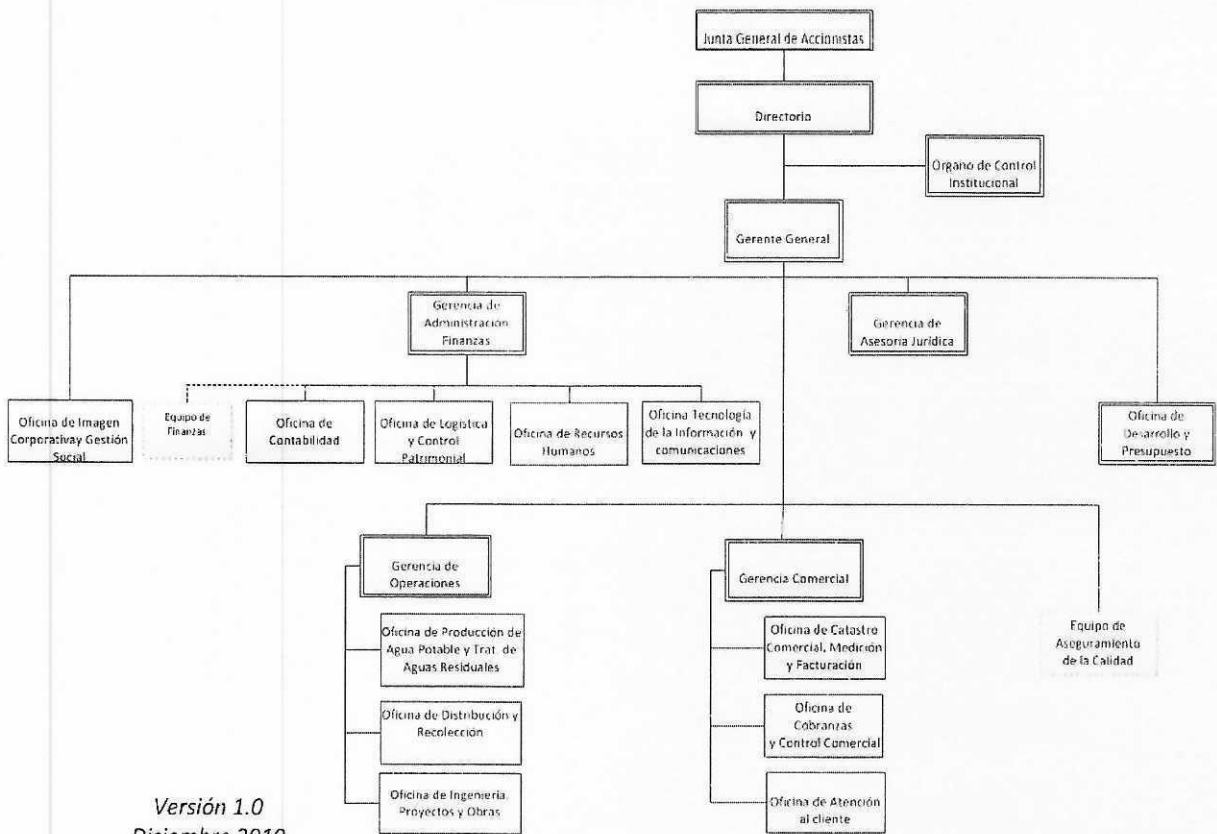 Junta General de Accionistas
Directorio
Organo de Control
Institucional
Gerente General
Gerencia de
Administración
Finanzas
Gerencia de
Asesoria Jurídica
Oficina de Imagen
Corporativay Gestión
Social
Equipo de
Finanzas
Oficina de
Contabilidad
Oficina de Logística
y Control
Patrimonial
Oficina de Recursos
Humanos
Oficina Tecnología
de la Información y
comunicaciones
Oficina de
Desarrollo y
Presupuesto
Gerencia de
Operaciones
Gerencia Comercial
Equipo de
Aseguramiento
de la Calidad
Oficina de Producción de
Agua Potable y Trat. de
Aguas Residuales
Oficina de Catastro
Comercial, Medición
y Facturación
Oficina de Distribución y
Recolección
Oficina de
Cobranzas
y Control Comercial
Oficina de Ingeniería
Proyectos y Obras
Oficina de Atención
al cliente
Versión 1.0
Diciembre